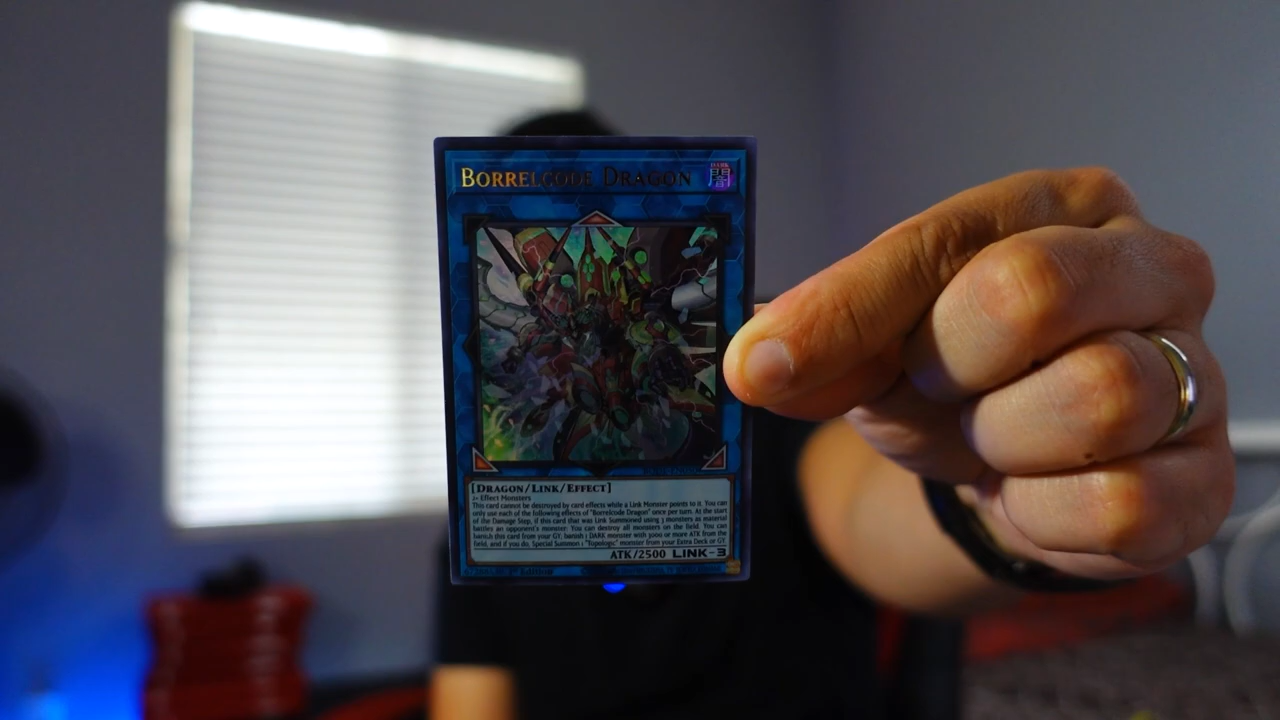 BORRELCODE DRAGON
DARK
闇
[DRAGON/LINK/EFFECT]
2+ Effect Monsters
This card cannot be destroyed by card effects while a Link Monster points to it. You can
only use each of the following effects of "Borrelcode Dragon" once per turn. At the start
of the Damage Step, if this card that was Link Summoned using 3 monsters as material
battles an opponent's monster: You can destroy all monsters on the field. You can
banish this card from your GY, banish 1 DARK monster with 3000 or more ATK from the
field, and if you do, Special Summon 1 "Topologic" monster from your Extra Deck or GY.
ATK/2500 LINK-3
1st Edition